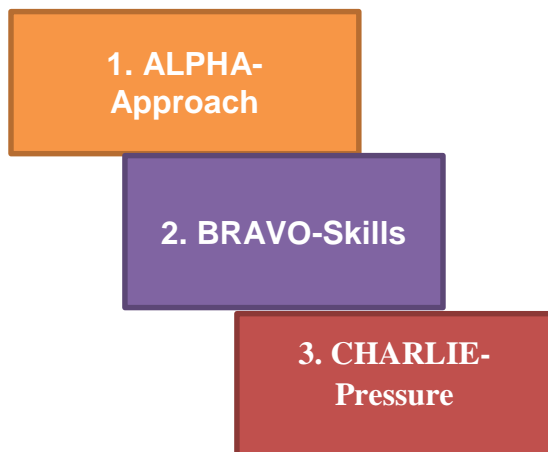 1. ALPHA-
Approach
2. BRAVO-Skills
3. CHARLIE-
Pressure